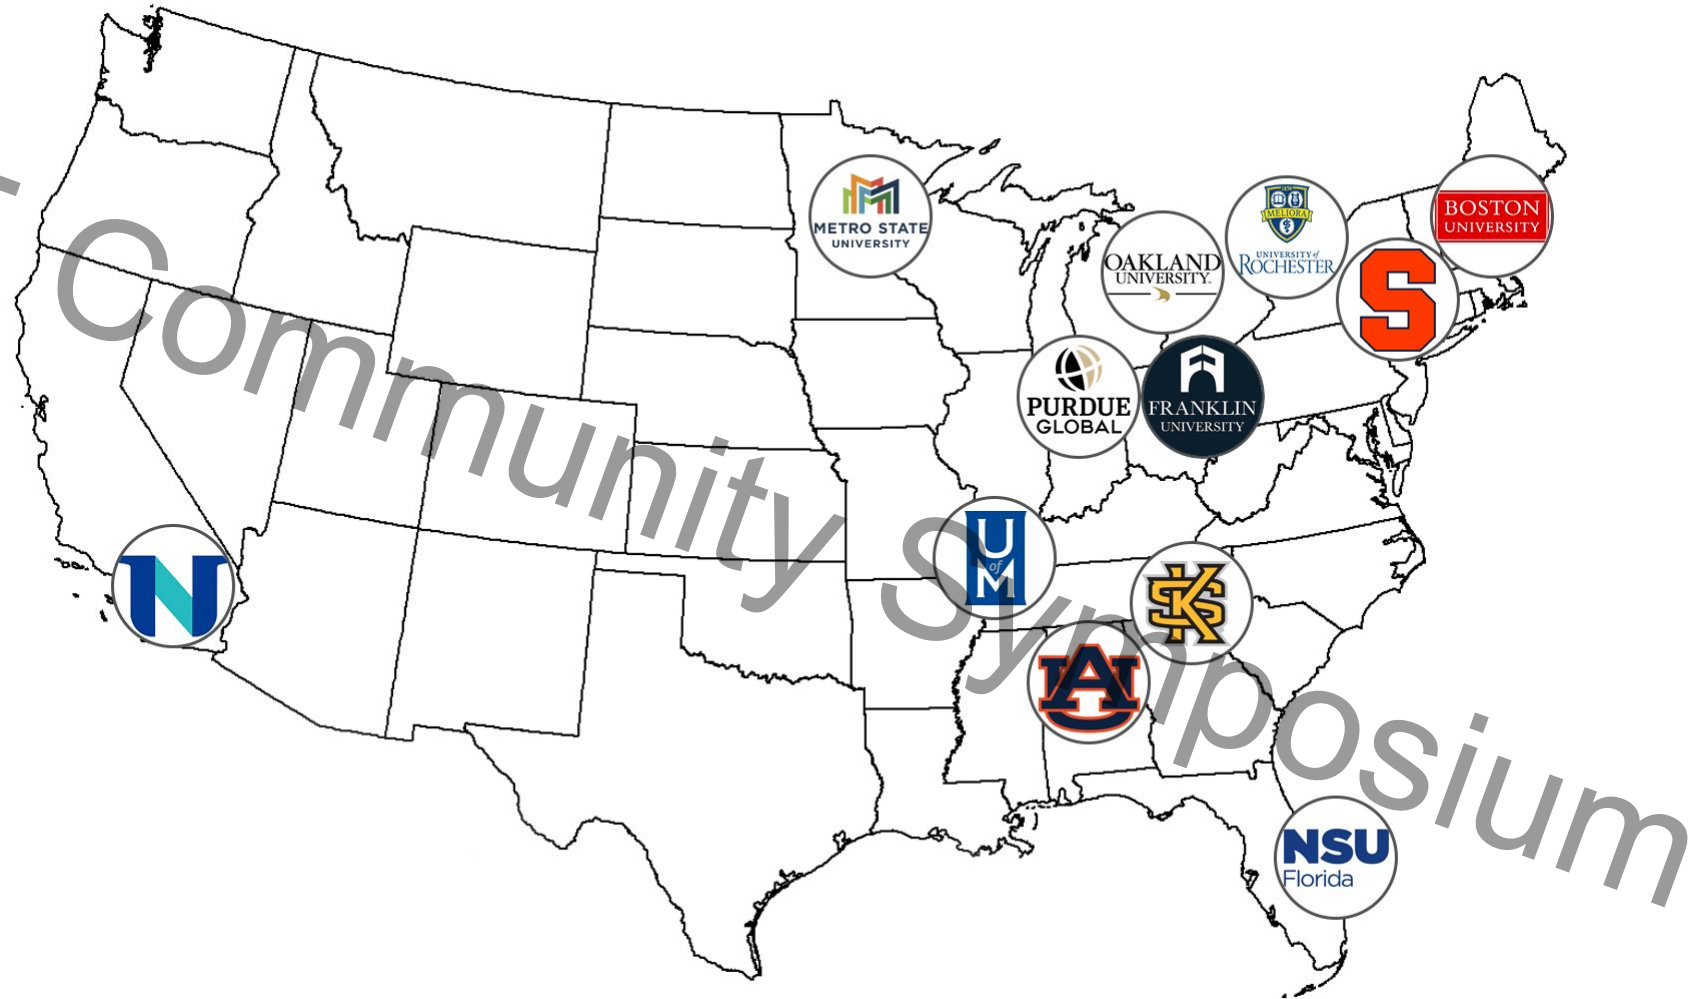 METRO STATE
UNIVERSITY
OAKLAND
UNIVERSITY
1850
MELIORA
UNIVERSITY of
ROCHESTER
BOSTON
UNIVERSITY
S
PURDUE
GLOBAL
FRANKLIN
UNIVERSITY
U
of
M
N
KS
AU
NSU
Florida
Community Symposium